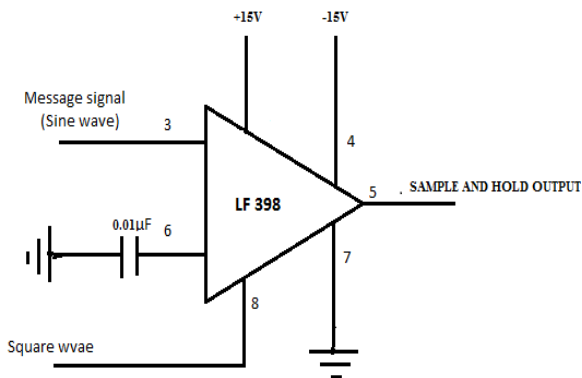 +15V
-15V
Message signal
(Sine wave)
3
4
5
. SAMPLE AND HOLD OUTPUT
LF 398
0.01µF
6
7
8
Square wvae